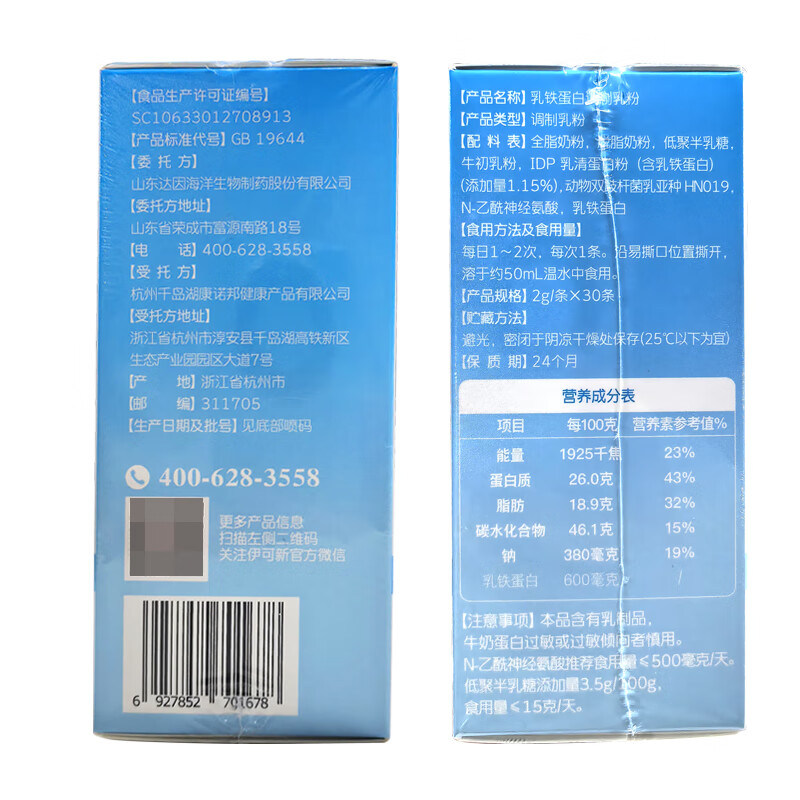 【食品生产许可证编号】
SC10633012708913
【产品标准代号】GB 19644
【委 托 方】
山东达因海洋生物制药股份有限公司
【委托方地址】
山东省荣成市富源南路18号
【电 话】400-628-3558
【受 托 方】
杭州千岛湖康诺邦健康产品有限公司
【受托方地址】
浙江省杭州市淳安县千岛湖高铁新区
生态产业园园区大道7号
【产 地】浙江省杭州市
【邮 编】311705
【生产日期及批号】见底部喷码
400-628-3558
更多产品信息
扫描左侧二维码
关注伊可新官方微信
6 927852 701678
【产品名称】乳铁蛋白调制乳粉
【产品类型】调制乳粉
【配 料 表】全脂奶粉，脱脂奶粉，低聚半乳糖，
牛初乳粉，IDP 乳清蛋白粉（含乳铁蛋白）
(添加量1.15%)，动物双歧杆菌乳亚种 HN019，
N-乙酰神经氨酸，乳铁蛋白
【食用方法及食用量】
每日1～2次，每次1条。沿易撕口位置撕开，
溶于约50mL温水中食用。
【产品规格】2g/条×30条
【贮藏方法】
避光，密闭于阴凉干燥处保存(25℃以下为宜)
【保 质 期】24个月
营养成分表
项目 每100克 营养素参考值%
能量 1925千焦 23%
蛋白质 26.0克 43%
脂肪 18.9克 32%
碳水化合物 46.1克 15%
钠 380毫克 19%
乳铁蛋白 600毫克 /
【注意事项】本品含有乳制品，
牛奶蛋白过敏或过敏倾向者慎用。
N-乙酰神经氨酸推荐食用量≤500毫克/天。
低聚半乳糖添加量3.5g/100g，
食用量≤15克/天。